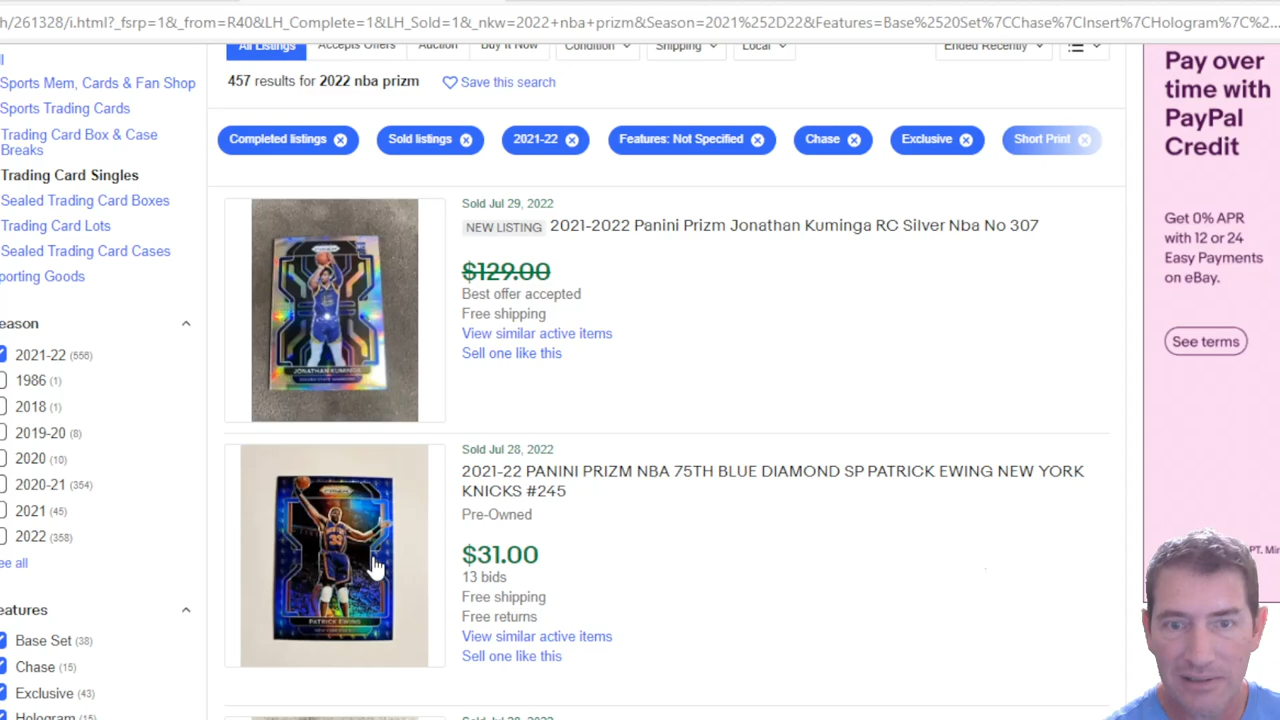 h/261328/i.html?_fsrp=1&_from=R40&LH_Complete=1&LH_Sold=1&_nkw=2022+nba+prizm&Season=2021%252D22&Features=Base%2520Set%7CChase%7CInsert%7CHologram%7C%2...
All Listings Accepts Offers Auction Buy It Now Condition Shipping Local Ended Recently
457 results for 2022 nba prizm Save this search
Completed listings Sold listings 2021-22 Features: Not Specified Chase Exclusive Short Print
Sports Mem, Cards & Fan Shop
Sports Trading Cards
Trading Card Box & Case
Breaks
Trading Card Singles
Sealed Trading Card Boxes
Trading Card Lots
Sealed Trading Card Cases
porting Goods
eason
2021-22 (556)
1986 (1)
2018 (1)
2019-20 (8)
2020 (10)
2020-21 (354)
2021 (45)
2022 (358)
ee all
eatures
Base Set (38)
Chase (15)
Exclusive (43)
Hologram (15)
Sold Jul 29, 2022
NEW LISTING 2021-2022 Panini Prizm Jonathan Kuminga RC Silver Nba No 307
$129.00
Best offer accepted
Free shipping
View similar active items
Sell one like this
JONATHAN KUMINGA
Sold Jul 28, 2022
2021-22 PANINI PRIZM NBA 75TH BLUE DIAMOND SP PATRICK EWING NEW YORK
KNICKS #245
Pre-Owned
$31.00
13 bids
Free shipping
Free returns
View similar active items
Sell one like this
33
PATRICK EWING
Sold Jul 28, 2022
Pay over
time with
PayPal
Credit
Get 0% APR
with 12 or 24
Easy Payments
on eBay.
See terms